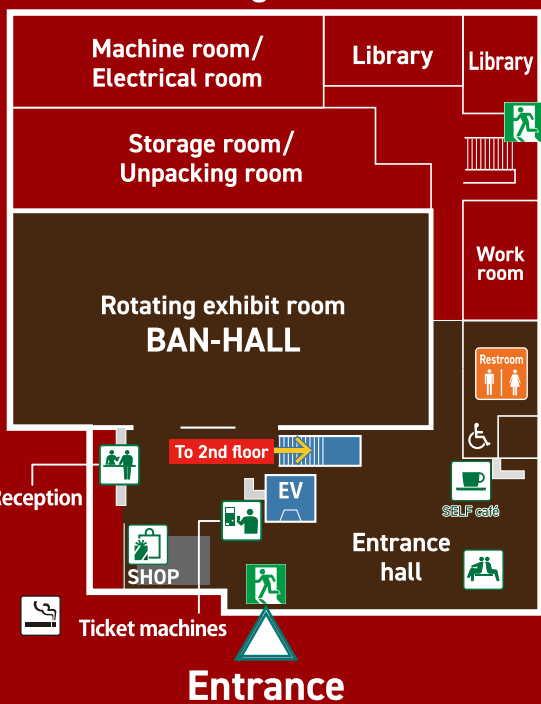 Machine room/
Electrical room
Library
Library
Storage room/
Unpacking room
Work
room
Rotating exhibit room
BAN-HALL
Restroom
To 2nd floor
Reception
EV
SELF café
SHOP
Entrance
hall
Ticket machines
Entrance